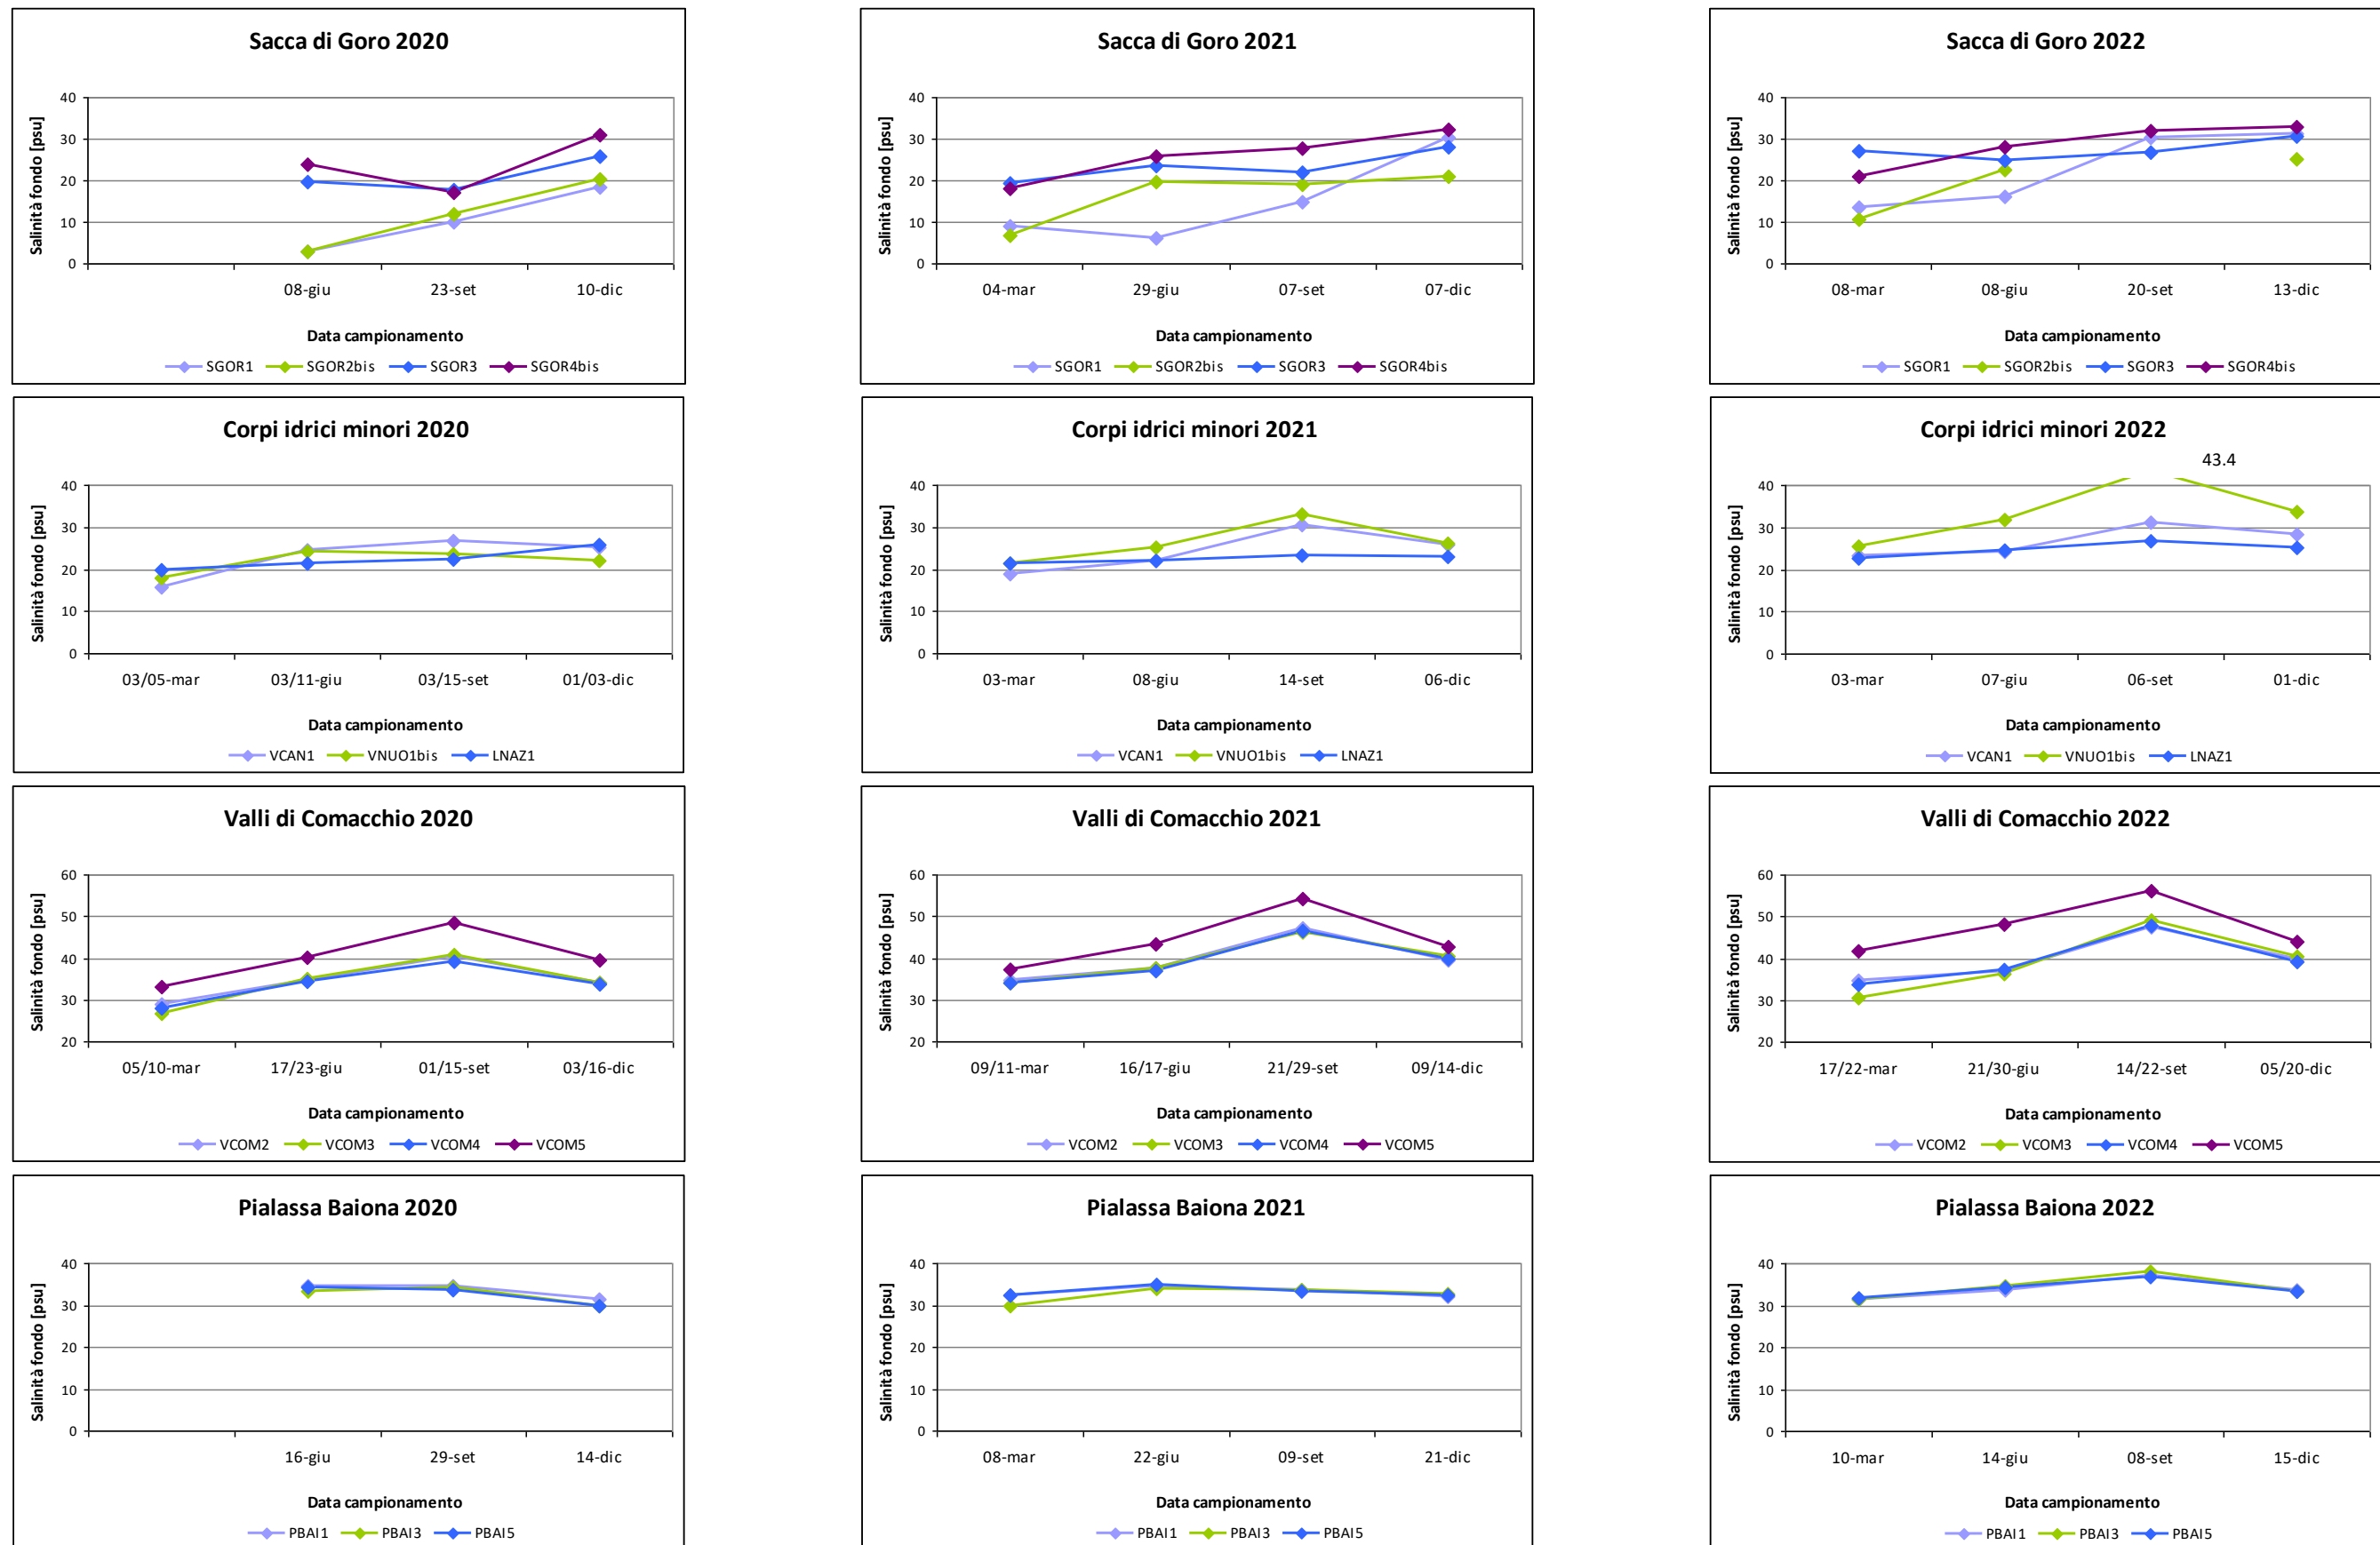 Sacca di Goro 2020
Salinità fondo [psu]
40
30
20
10
0
08-giu 23-set 10-dic
Data campionamento
SGOR1 SGOR2bis SGOR3 SGOR4bis
Sacca di Goro 2021
Salinità fondo [psu]
40
30
20
10
0
04-mar 29-giu 07-set 07-dic
Data campionamento
SGOR1 SGOR2bis SGOR3 SGOR4bis
Sacca di Goro 2022
Salinità fondo [psu]
40
30
20
10
0
08-mar 08-giu 20-set 13-dic
Data campionamento
SGOR1 SGOR2bis SGOR3 SGOR4bis
Corpi idrici minori 2020
Salinità fondo [psu]
40
30
20
10
0
03/05-mar 03/11-giu 03/15-set 01/03-dic
Data campionamento
VCAN1 VNUO1bis LNAZ1
Corpi idrici minori 2021
Salinità fondo [psu]
40
30
20
10
0
03-mar 08-giu 14-set 06-dic
Data campionamento
VCAN1 VNUO1bis LNAZ1
Corpi idrici minori 2022
43.4
Salinità fondo [psu]
40
30
20
10
0
03-mar 07-giu 06-set 01-dic
Data campionamento
VCAN1 VNUO1bis LNAZ1
Valli di Comacchio 2020
Salinità fondo [psu]
60
50
40
30
20
05/10-mar 17/23-giu 01/15-set 03/16-dic
Data campionamento
VCOM2 VCOM3 VCOM4 VCOM5
Valli di Comacchio 2021
Salinità fondo [psu]
60
50
40
30
20
09/11-mar 16/17-giu 21/29-set 09/14-dic
Data campionamento
VCOM2 VCOM3 VCOM4 VCOM5
Valli di Comacchio 2022
Salinità fondo [psu]
60
50
40
30
20
17/22-mar 21/30-giu 14/22-set 05/20-dic
Data campionamento
VCOM2 VCOM3 VCOM4 VCOM5
Pialassa Baiona 2020
Salinità fondo [psu]
40
30
20
10
0
16-giu 29-set 14-dic
Data campionamento
PBAI1 PBAI3 PBAI5
Pialassa Baiona 2021
Salinità fondo [psu]
40
30
20
10
0
08-mar 22-giu 09-set 21-dic
Data campionamento
PBAI1 PBAI3 PBAI5
Pialassa Baiona 2022
Salinità fondo [psu]
40
30
20
10
0
10-mar 14-giu 08-set 15-dic
Data campionamento
PBAI1 PBAI3 PBAI5